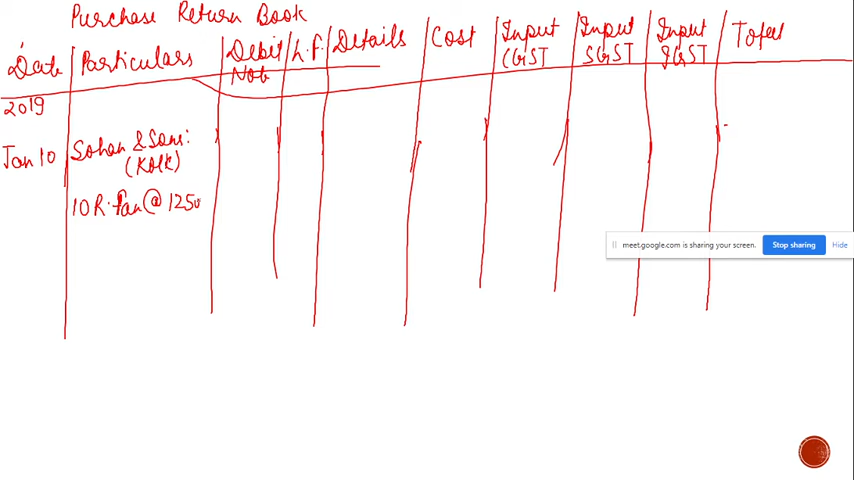 Purchase Return Book
Date Particulars Debit Note L.F. Details Cost Input CGST Input SGST Input IGST Total
2019
Jan 10 Sohan & Sons:
(Kolk)
10 R. Fan @ 1250
meet.google.com is sharing your screen. Stop sharing Hide